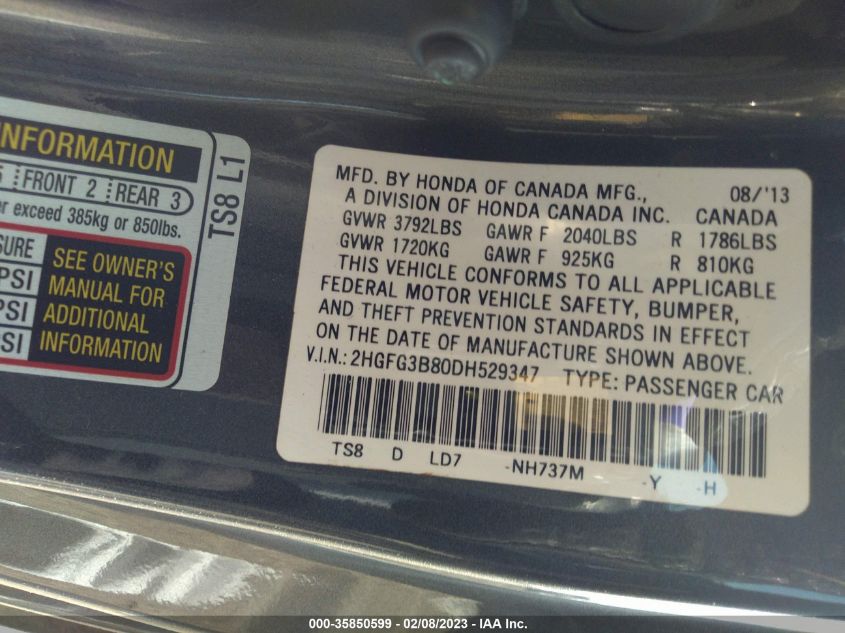 INFORMATION
FRONT 2 REAR 3
exceed 385kg or 850lbs.
SEE OWNER'S
PSI MANUAL FOR
PSI ADDITIONAL
PSI INFORMATION
TS8 L1
MFD. BY HONDA OF CANADA MFG., 08/'13
A DIVISION OF HONDA CANADA INC. CANADA
GVWR 3792LBS GAWR F 2040LBS R 1786LBS
GVWR 1720KG GAWR F 925KG R 810KG
THIS VEHICLE CONFORMS TO ALL APPLICABLE
FEDERAL MOTOR VEHICLE SAFETY, BUMPER,
AND THEFT PREVENTION STANDARDS IN EFFECT
ON THE DATE OF MANUFACTURE SHOWN ABOVE.
V.I.N.: 2HGFG3B80DH529347 TYPE: PASSENGER CAR
TS8 D LD7 -NH737M -Y -H
000-35850599 - 02/08/2023 - IAA Inc.